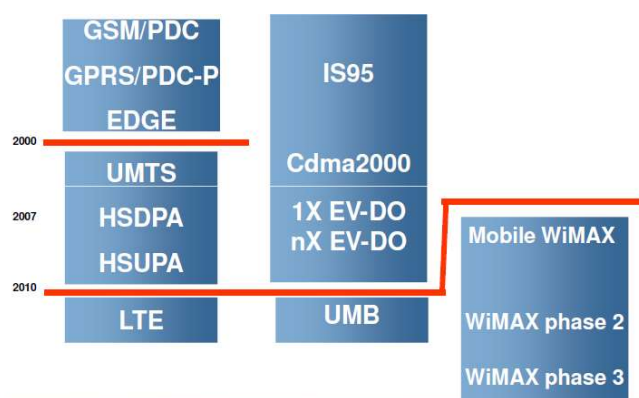 GSM/PDC
GPRS/PDC-P
EDGE
2000
UMTS
2007
HSDPA
HSUPA
2010
LTE
IS95
Cdma2000
1X EV-DO
nX EV-DO
UMB
Mobile WiMAX
WiMAX phase 2
WiMAX phase 3